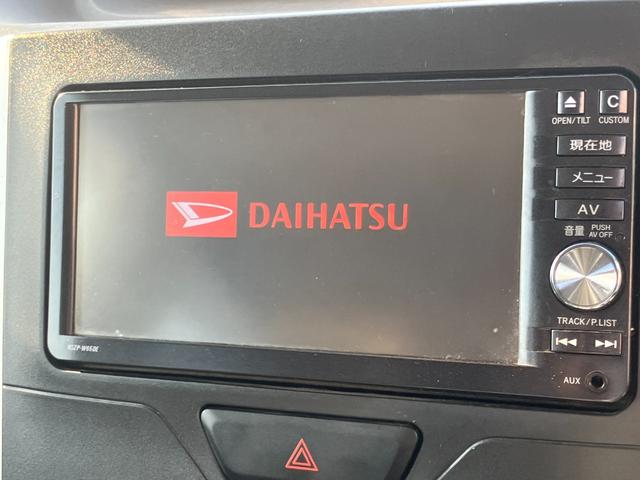 OPEN/TILT
C
CUSTOM
現在地
メニュー
DAIHATSU
AV
音量 PUSH
AV OFF
TRACK/P.LIST
AUX